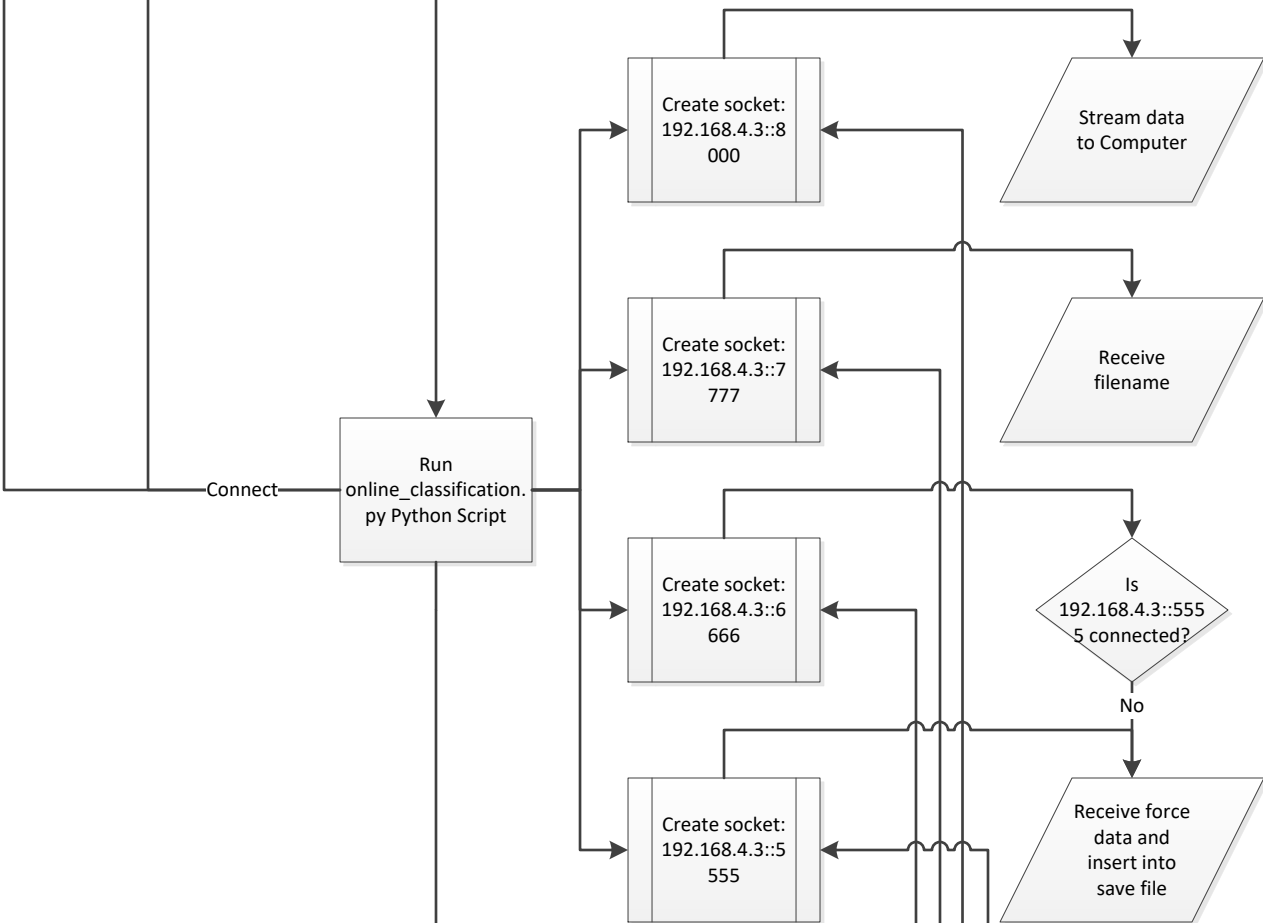 Create socket:
192.168.4.3::8
000
Stream data
to Computer
Create socket:
192.168.4.3::7
777
Receive
filename
Run
online_classification.
py Python Script
Connect
Create socket:
192.168.4.3::6
666
Is
192.168.4.3::555
5 connected?
No
Create socket:
192.168.4.3::5
555
Receive force
data and
insert into
save file